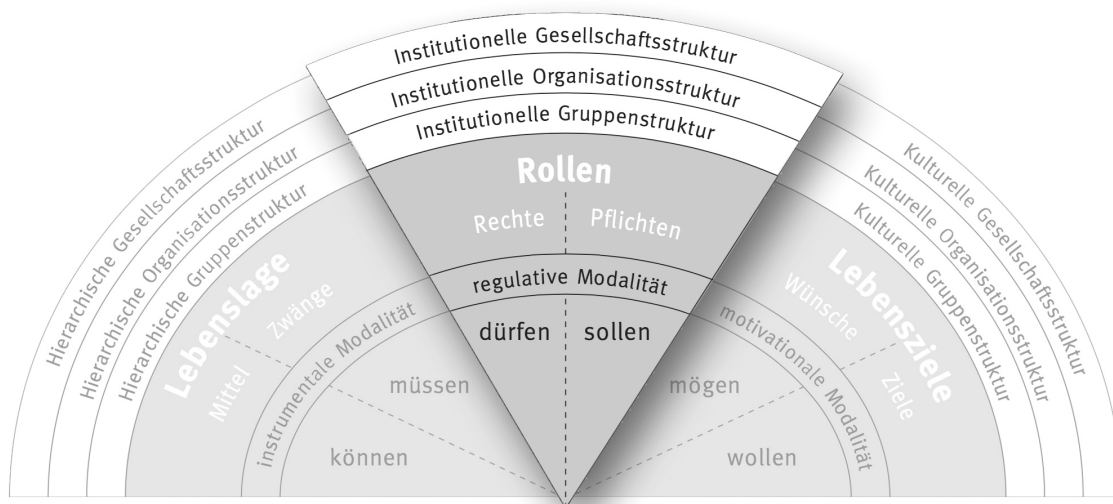 Institutionelle Gesellschaftsstruktur
Institutionelle Organisationsstruktur
Institutionelle Gruppenstruktur
Rollen
Rechte
Pflichten
regulative Modalität
dürfen
sollen
Hierarchische Gesellschaftsstruktur
Hierarchische Organisationsstruktur
Hierarchische Gruppenstruktur
Lebenslage
Zwänge
Mittel
instrumentale Modalität
müssen
können
Kulturelle Gesellschaftsstruktur
Kulturelle Organisationsstruktur
Kulturelle Gruppenstruktur
Lebensziele
Wünsche
Ziele
motivationale Modalität
mögen
wollen